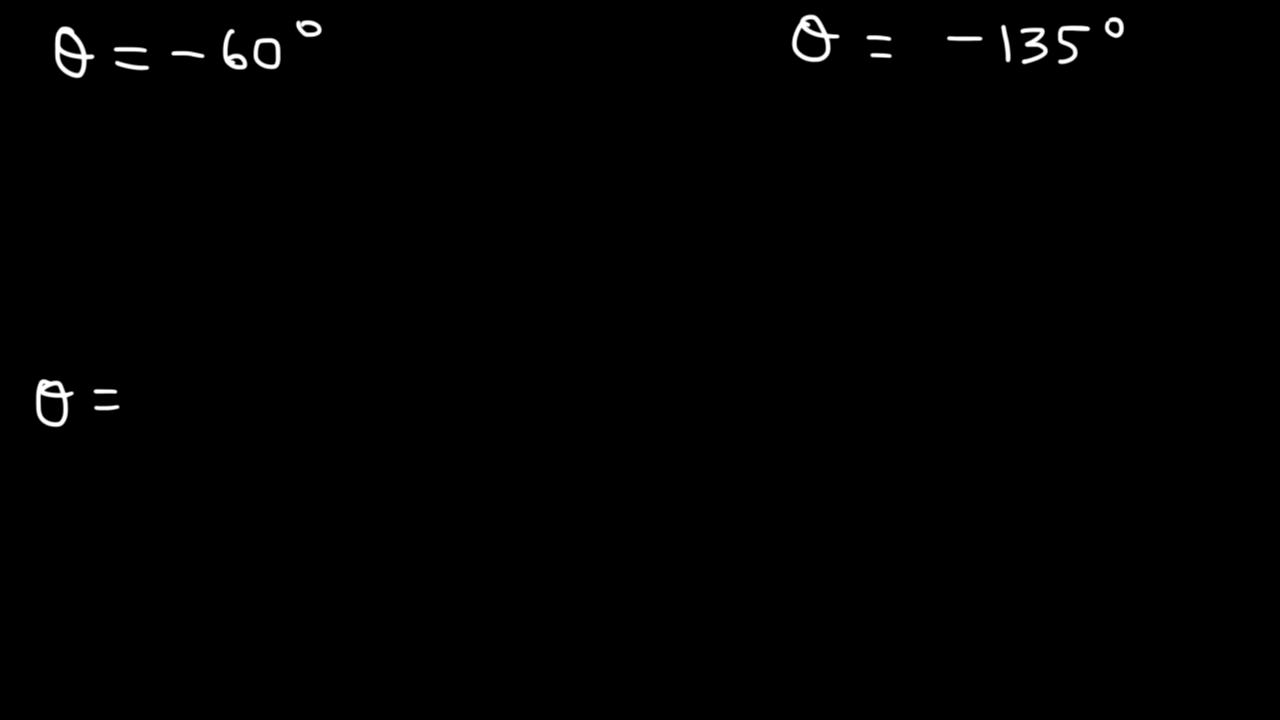 θ = - 60°
θ = - 135°
θ =